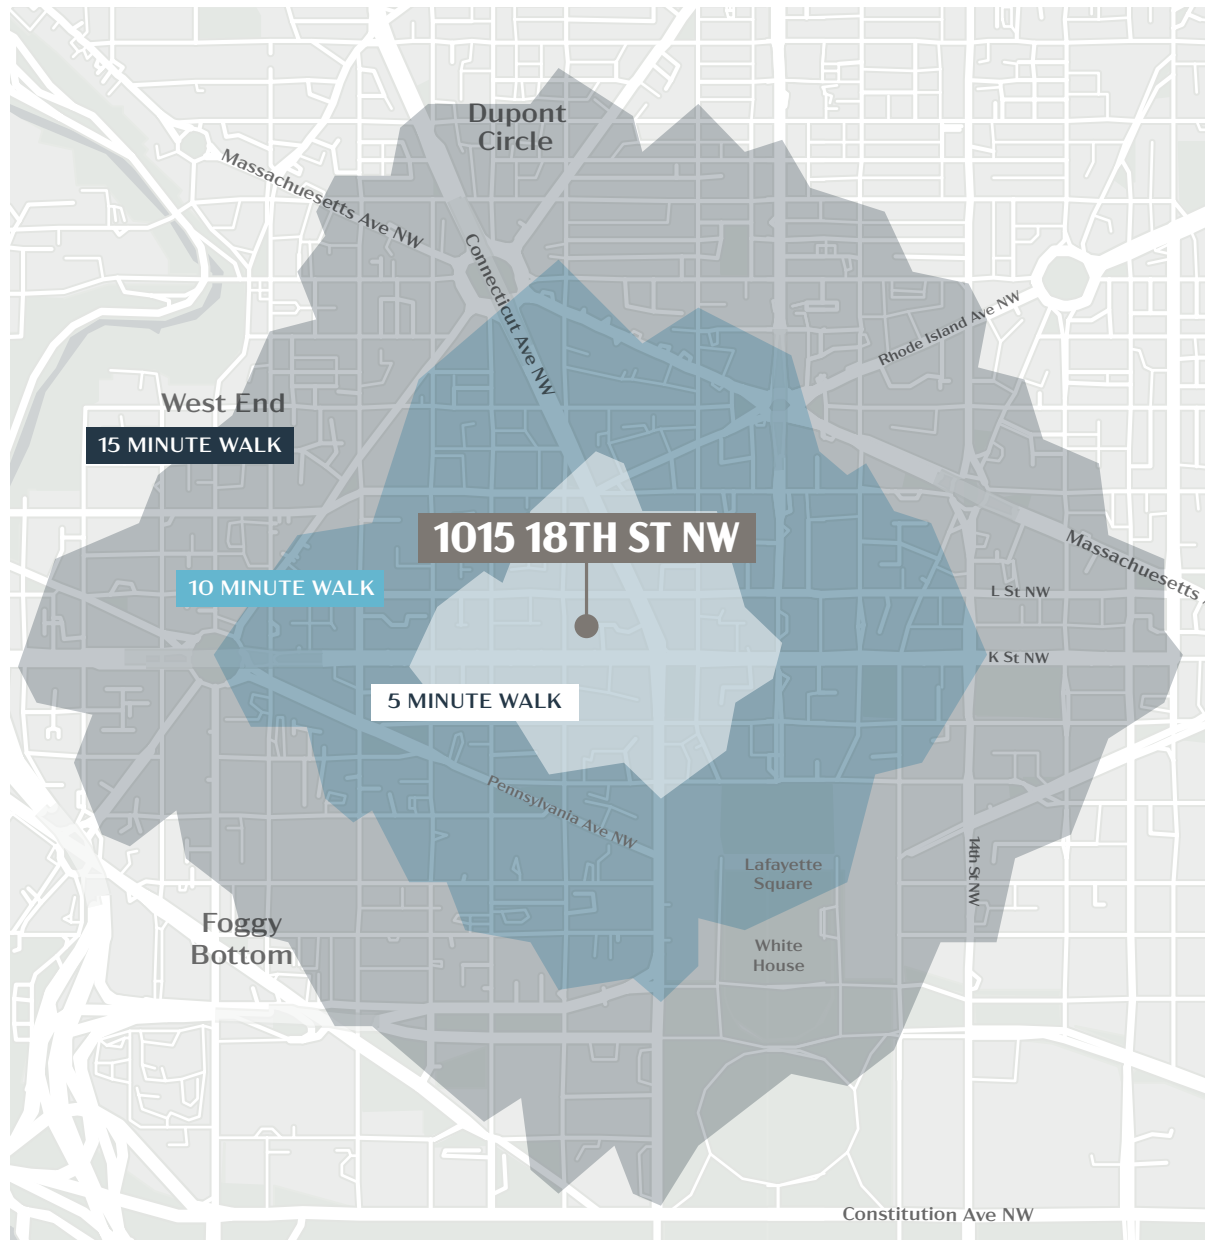 Dupont
Circle
Massachuesetts Ave NW
Connecticut Ave NW
Rhode Island Ave NW
West End
15 MINUTE WALK
1015 18TH ST NW
Massachuesetts
10 MINUTE WALK
L St NW
K St NW
5 MINUTE WALK
Pennsylvania Ave NW
14th St NW
Lafayette
Square
Foggy
Bottom
White
House
Constitution Ave NW